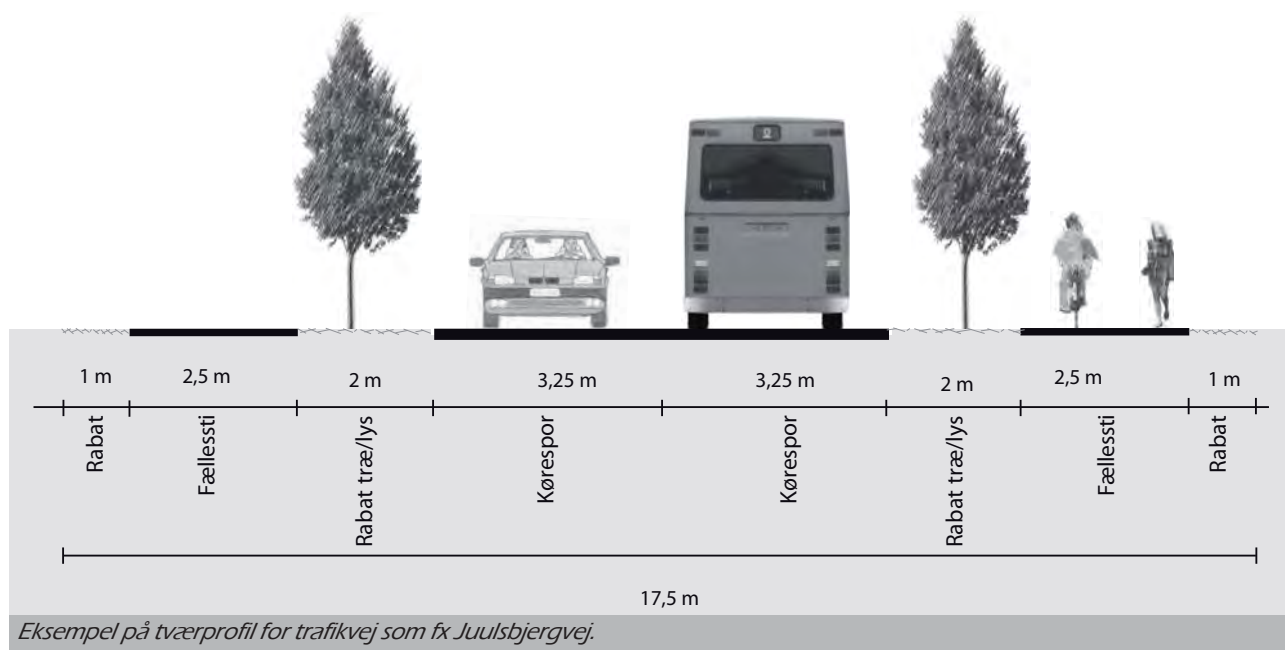 1 m 2,5 m 2 m 3,25 m 3,25 m 2 m 2,5 m 1 m
Rabat
Fællessti
Rabat træ/lys
Kørespor
Kørespor
Rabat træ/lys
Fællessti
Rabat
17,5 m
Eksempel på tværprofil for trafikvej som fx Juulsbjergvej.